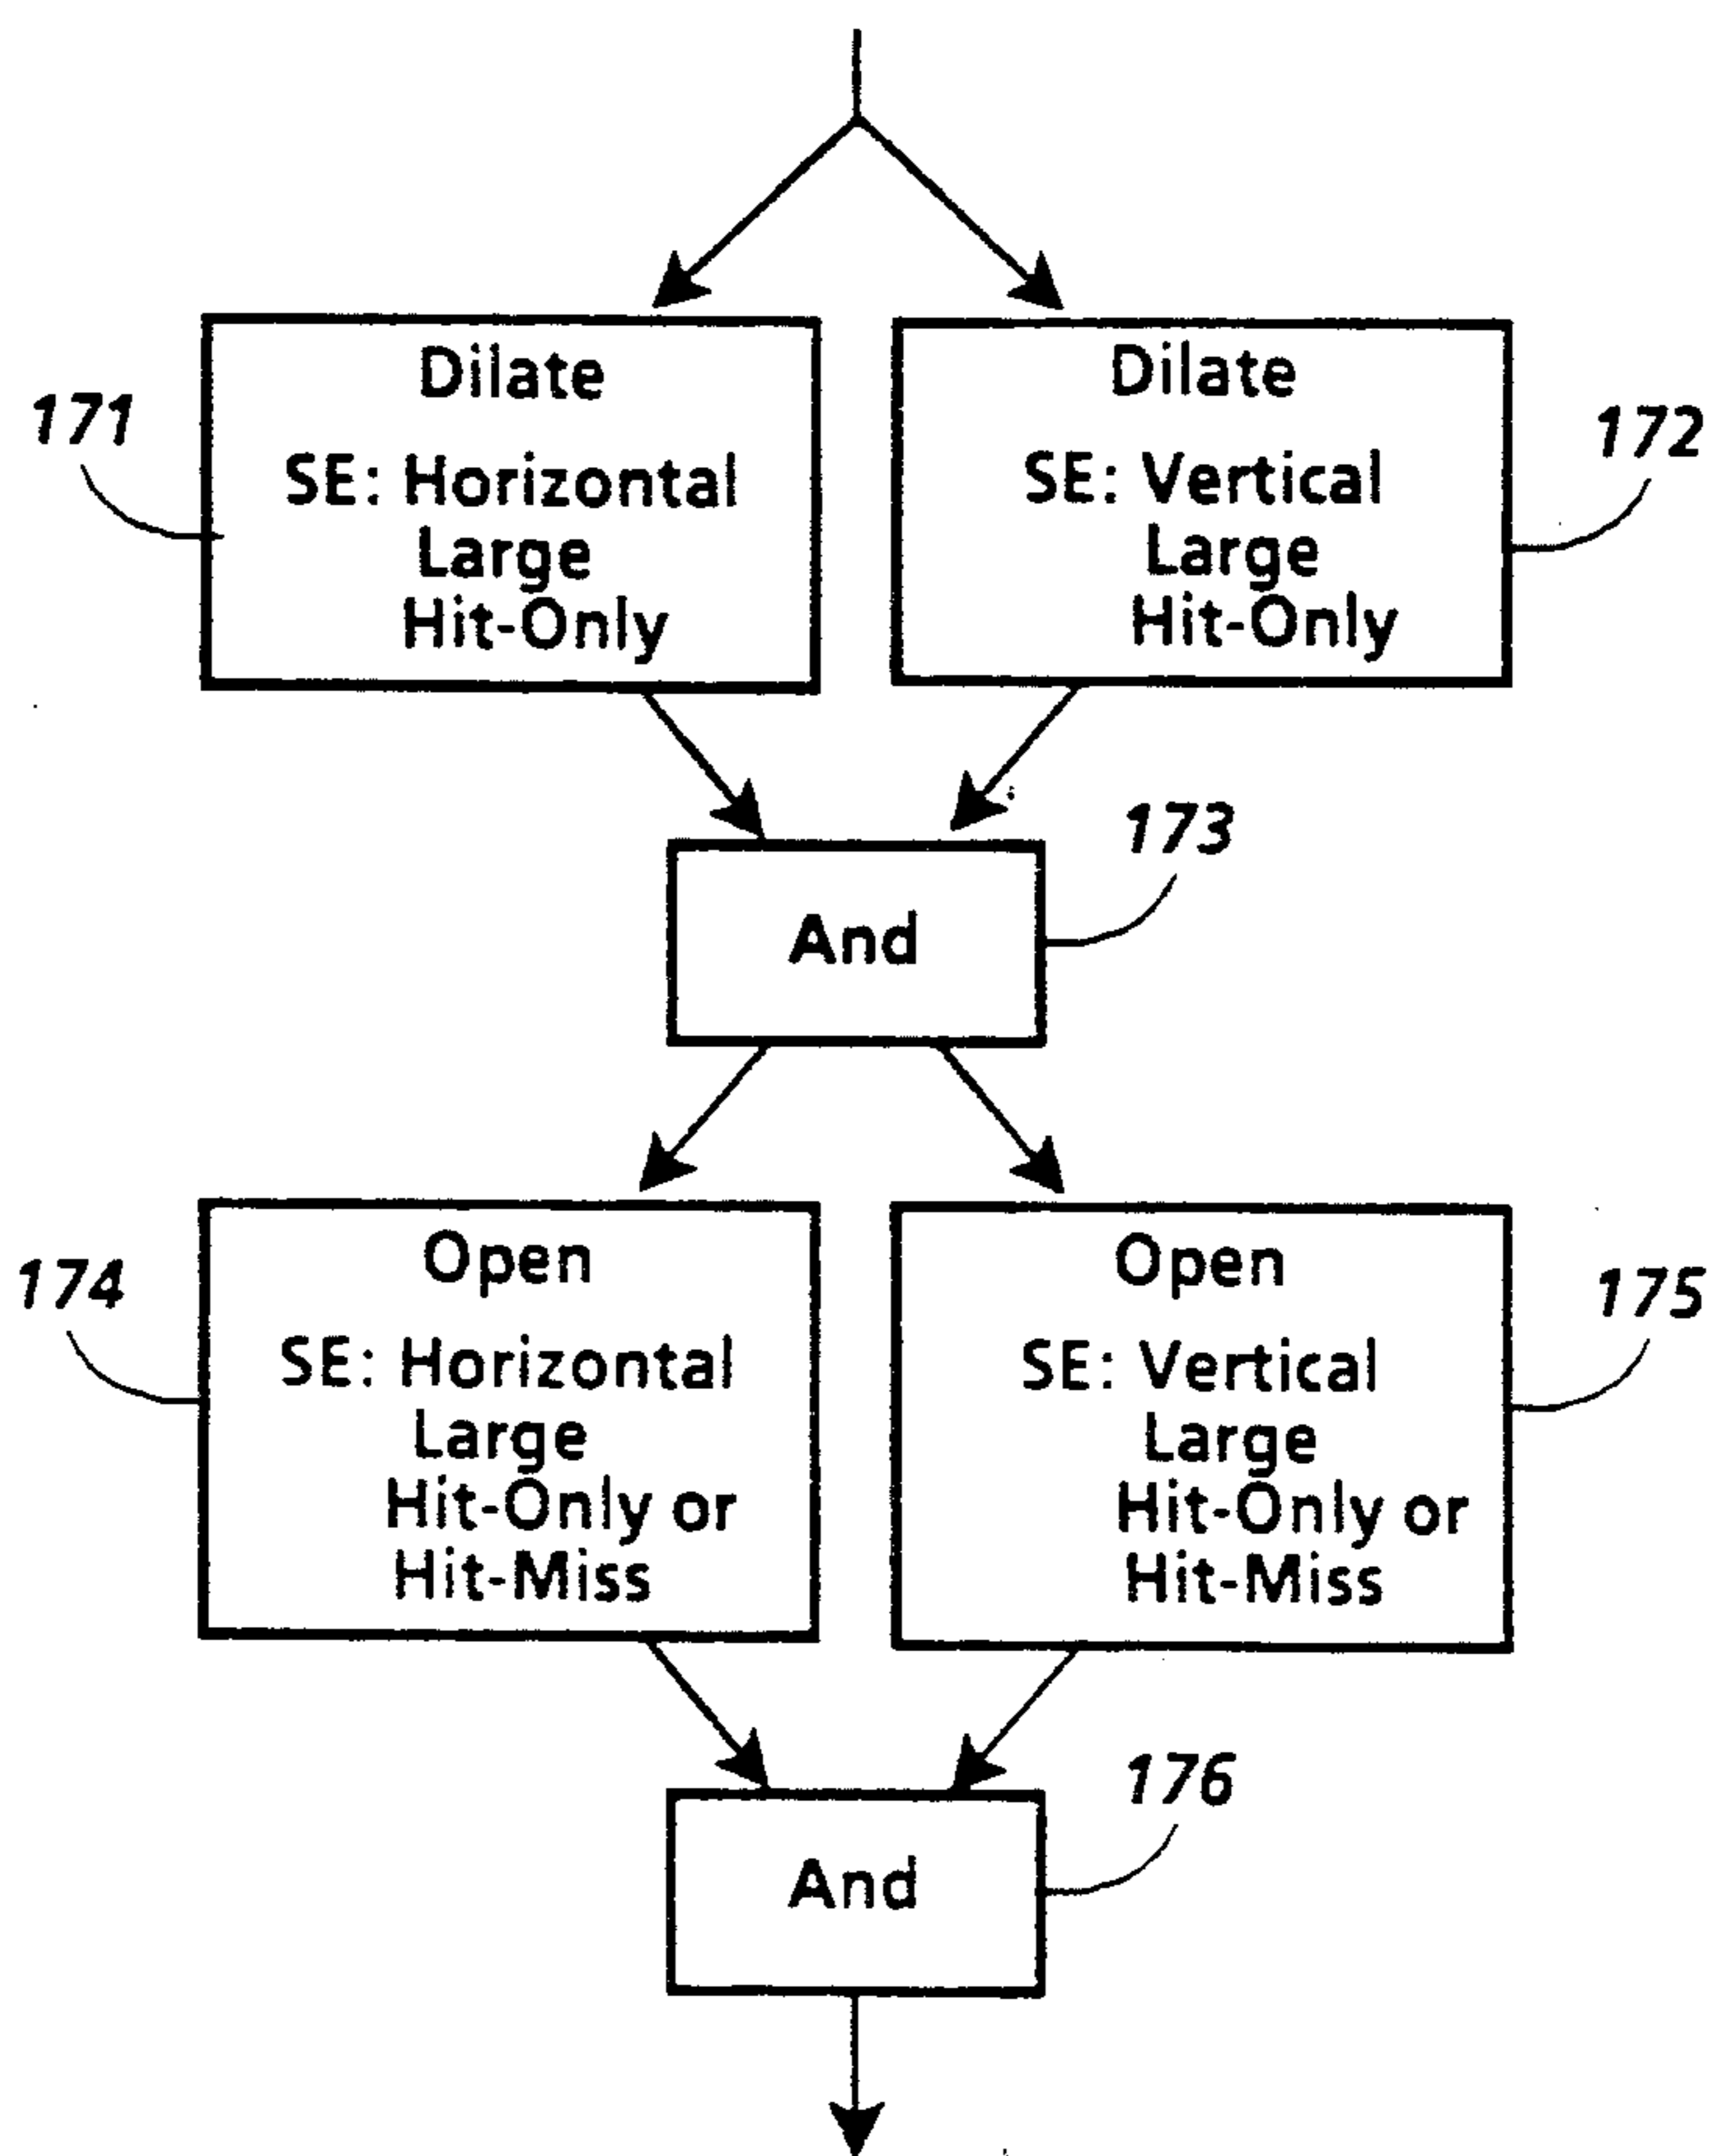 Dilate
SE: Horizontal
Large
Hit-Only
171
Dilate
SE: Vertical
Large
Hit-Only
172
And
173
Open
SE: Horizontal
Large
Hit-Only or
Hit-Miss
174
Open
SE: Vertical
Large
Hit-Only or
Hit-Miss
175
And
176